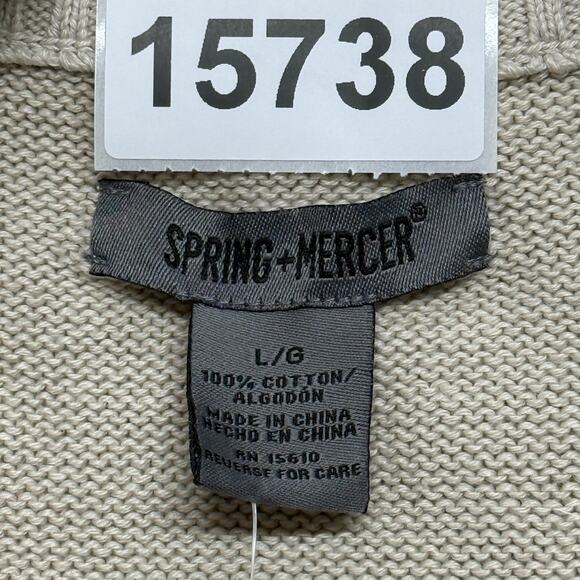 15738
SPRING+MERCER®
L/G
100% COTTON/
ALGODÓN
MADE IN CHINA
HECHO EN CHINA
RN 15610
REVERSE FOR CARE